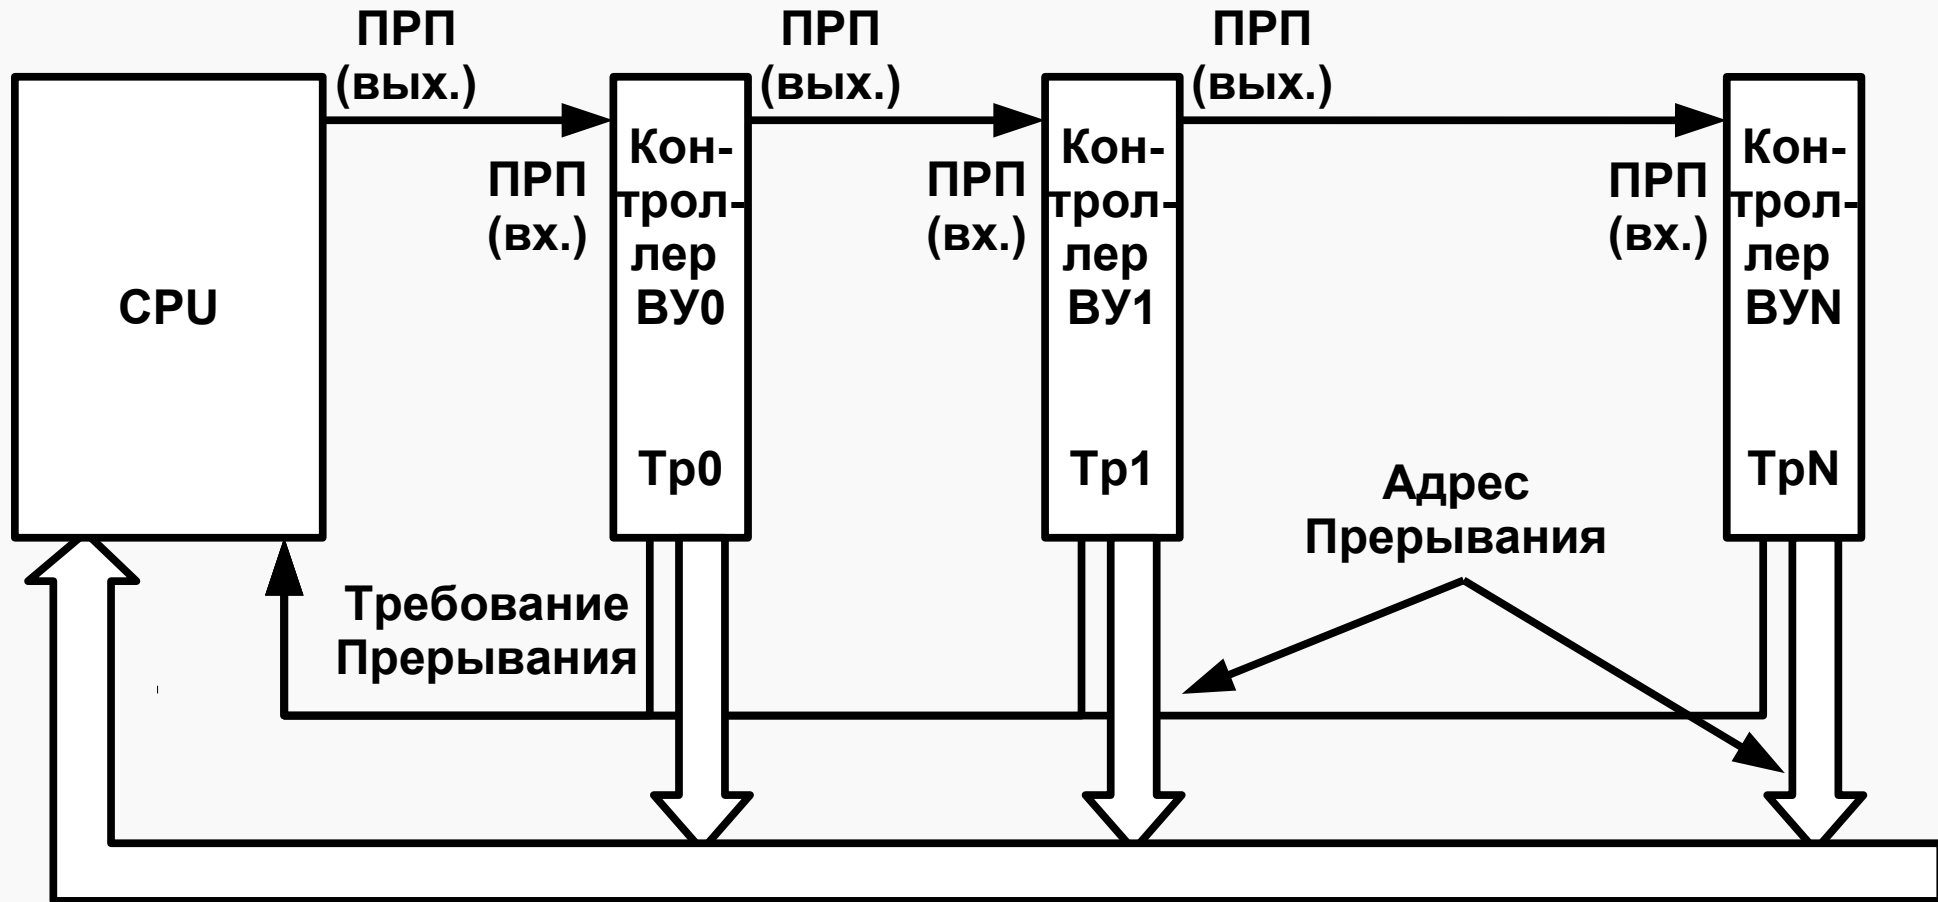 ПРП
(вых.)
ПРП
(вых.)
ПРП
(вых.)
CPU
ПРП
(вх.)
Кон-
трол-
лер
ВУ0
Тр0
ПРП
(вх.)
Кон-
трол-
лер
ВУ1
Тр1
ПРП
(вх.)
Кон-
трол-
лер
ВУN
ТрN
Адрес
Прерывания
Требование
Прерывания